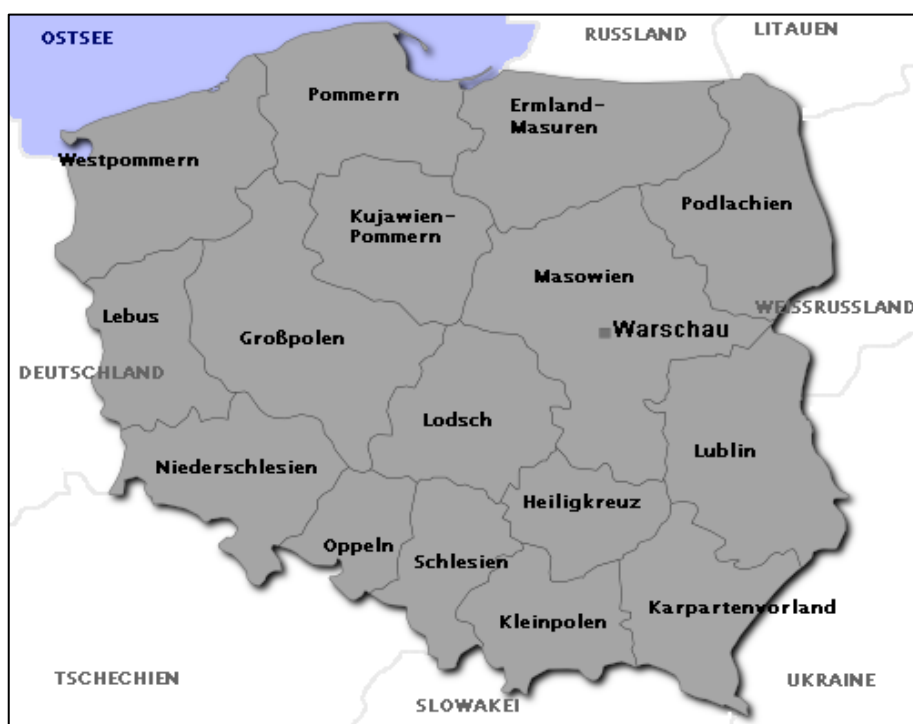 OSTSEE
RUSSLAND
LITAUEN
Pommern
Ermland-
Masuren
Westpommern
Kujawien-
Pommern
Podlachien
Masowien
Lebus
Großpolen
Warschau
WEISSRUSSLAND
DEUTSCHLAND
Lodsch
Lublin
Niederschlesien
Heiligkreuz
Oppeln
Schlesien
Kleinpolen
Karpartenvorland
TSCHECHIEN
SLOWAKEI
UKRAINE